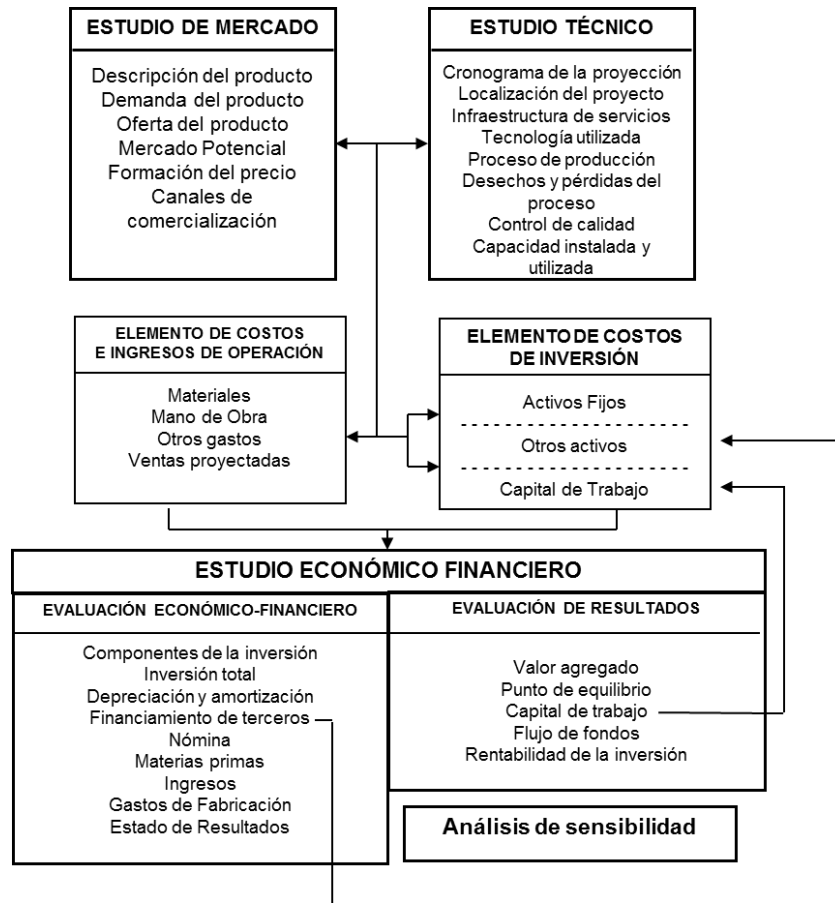 ESTUDIO DE MERCADO
Descripción del producto
Demanda del producto
Oferta del producto
Mercado Potencial
Formación del precio
Canales de
comercialización
ESTUDIO TÉCNICO
Cronograma de la proyección
Localización del proyecto
Infraestructura de servicios
Tecnología utilizada
Proceso de producción
Desechos y pérdidas del
proceso
Control de calidad
Capacidad instalada y
utilizada
ELEMENTO DE COSTOS
E INGRESOS DE OPERACIÓN
Materiales
Mano de Obra
Otros gastos
Ventas proyectadas
ELEMENTO DE COSTOS
DE INVERSIÓN
Activos Fijos
Otros activos
Capital de Trabajo
ESTUDIO ECONÓMICO FINANCIERO
EVALUACIÓN ECONÓMICO-FINANCIERO
Componentes de la inversión
Inversión total
Depreciación y amortización
Financiamiento de terceros
Nómina
Materias primas
Ingresos
Gastos de Fabricación
Estado de Resultados
EVALUACIÓN DE RESULTADOS
Valor agregado
Punto de equilibrio
Capital de trabajo
Flujo de fondos
Rentabilidad de la inversión
Análisis de sensibilidad